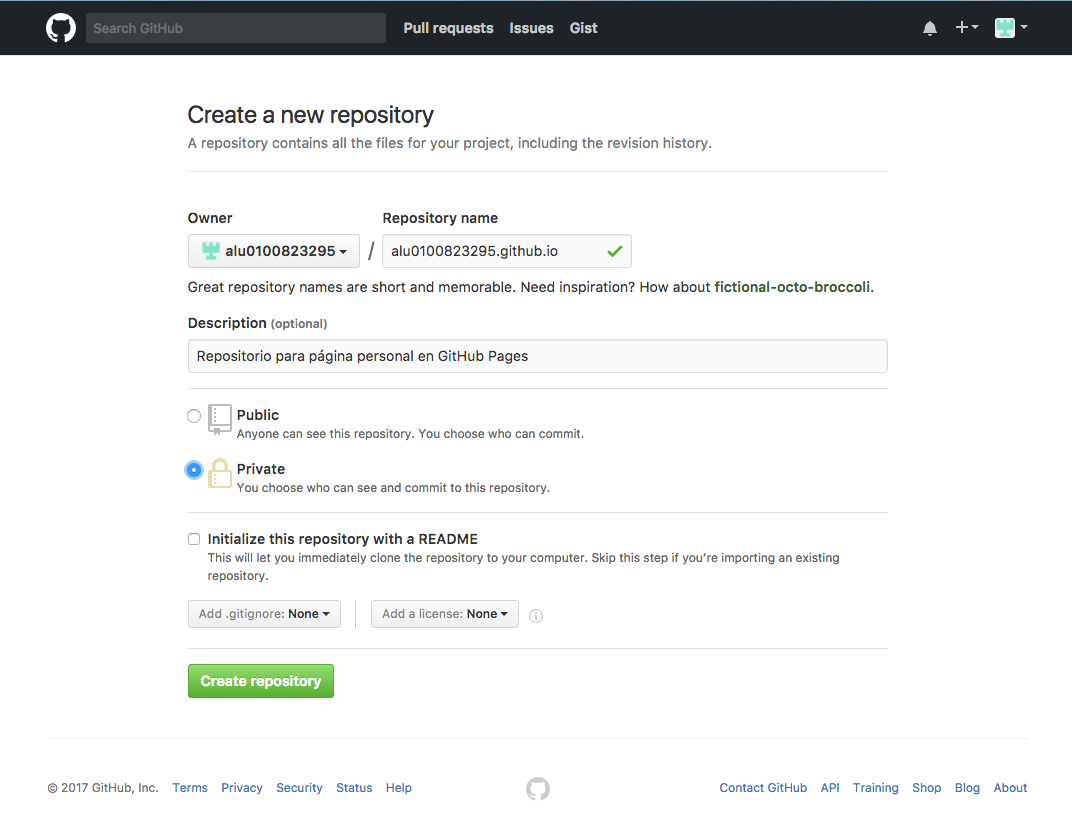 Search GitHub Pull requests Issues Gist
Create a new repository
A repository contains all the files for your project, including the revision history.
Owner Repository name
alu0100823295 / alu0100823295.github.io
Great repository names are short and memorable. Need inspiration? How about fictional-octo-broccoli.
Description (optional)
Repositorio para página personal en GitHub Pages
Public
Anyone can see this repository. You choose who can commit.
Private
You choose who can see and commit to this repository.
Initialize this repository with a README
This will let you immediately clone the repository to your computer. Skip this step if you’re importing an existing
repository.
Add .gitignore: None Add a license: None
Create repository
© 2017 GitHub, Inc. Terms Privacy Security Status Help Contact GitHub API Training Shop Blog About